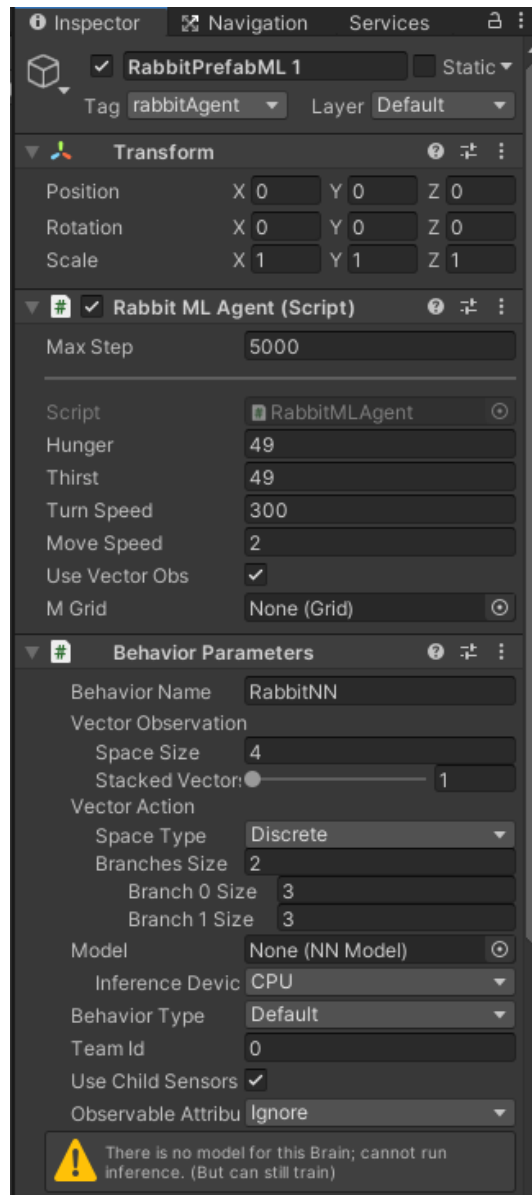 Inspector Navigation Services
RabbitPrefabML 1 Static
Tag rabbitAgent Layer Default
Transform
Position X 0 Y 0 Z 0
Rotation X 0 Y 0 Z 0
Scale X 1 Y 1 Z 1
# Rabbit ML Agent (Script)
Max Step 5000
Script # RabbitMLAgent
Hunger 49
Thirst 49
Turn Speed 300
Move Speed 2
Use Vector Obs
M Grid None (Grid)
# Behavior Parameters
Behavior Name RabbitNN
Vector Observation
Space Size 4
Stacked Vector: 1
Vector Action
Space Type Discrete
Branches Size 2
Branch 0 Size 3
Branch 1 Size 3
Model None (NN Model)
Inference Devic CPU
Behavior Type Default
Team Id 0
Use Child Sensors
Observable Attribu Ignore
There is no model for this Brain; cannot run
inference. (But can still train)